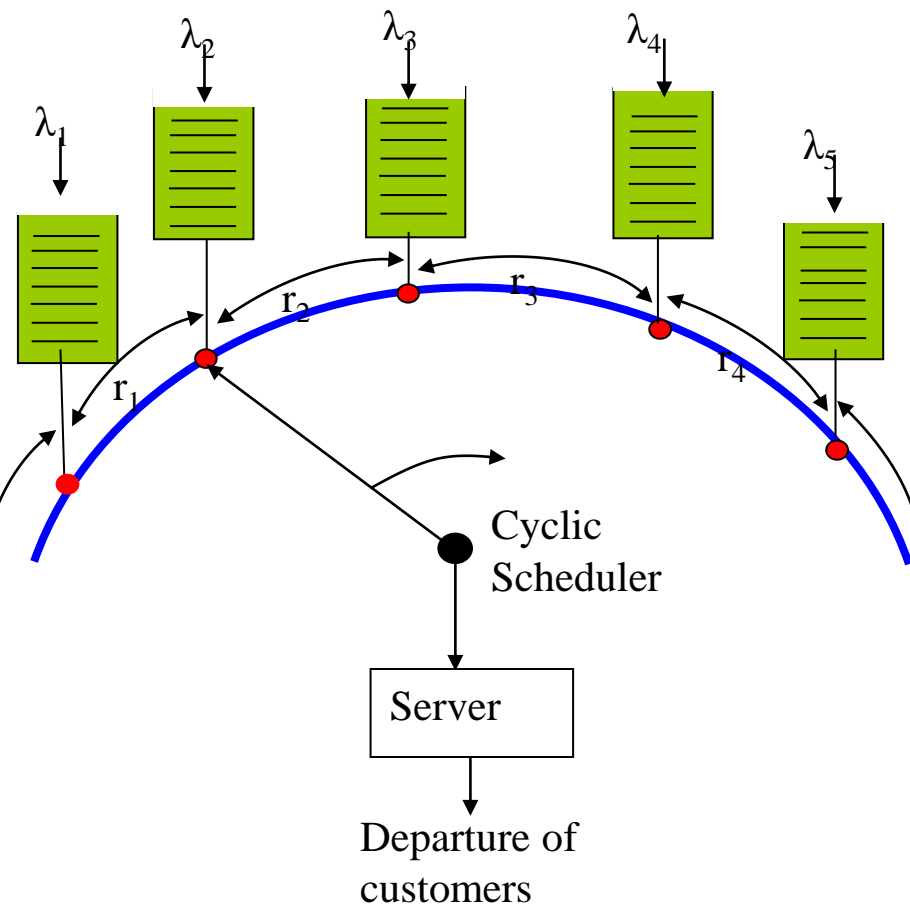 λ₁
λ₂
λ₃
λ₄
λ₅
r₁
r₂
r₃
r₄
Cyclic
Scheduler
Server
Departure of
customers